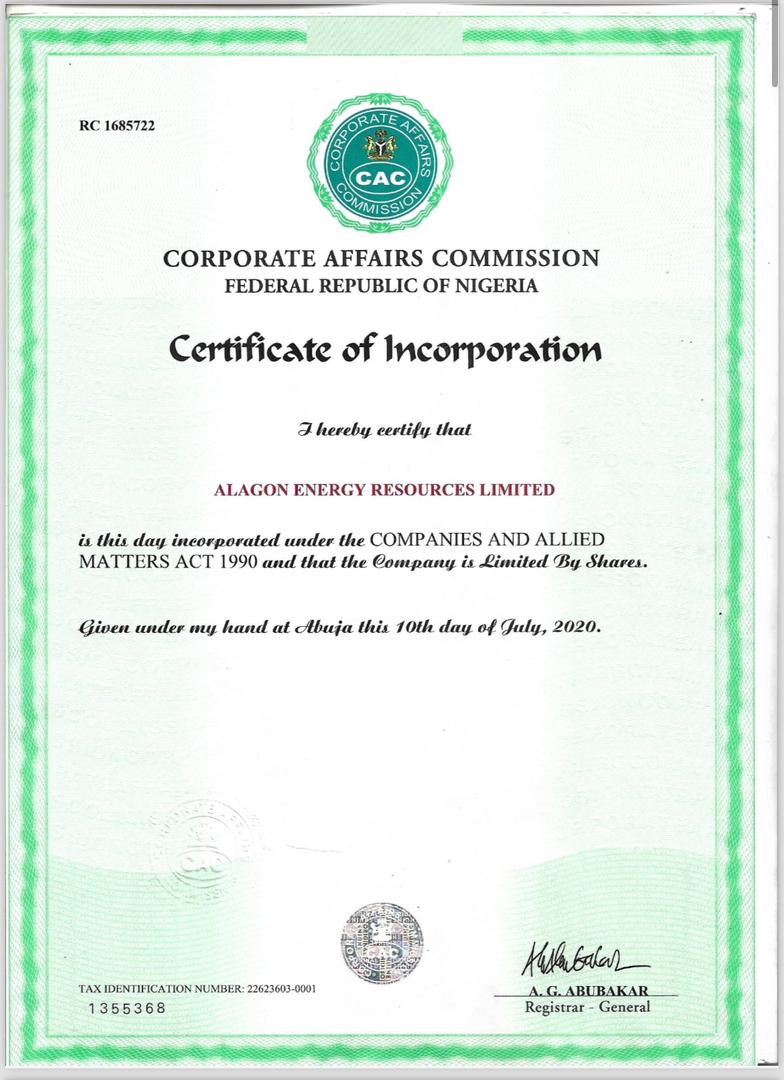 RC 1685722
CORPORATE AFFAIRS
CAC
COMMISSION
CORPORATE AFFAIRS COMMISSION
FEDERAL REPUBLIC OF NIGERIA
Certificate of Incorporation
I hereby certify that
ALAGON ENERGY RESOURCES LIMITED
is this day incorporated under the COMPANIES AND ALLIED
MATTERS ACT 1990 and that the Company is Limited By Shares.
Given under my hand at Abuja this 10th day of July, 2020.
CAC
TAX IDENTIFICATION NUMBER: 22623603-0001
1355368
A. G. ABUBAKAR
Registrar - General